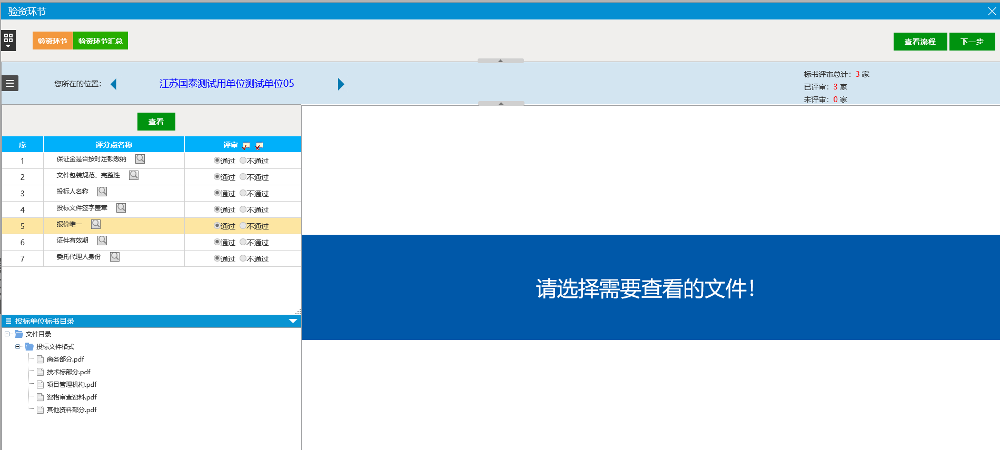 验资环节
验资环节 验资环节汇总 查看流程 下一步
您所在的位置： 江苏国泰测试用单位测试单位05
标书评审总计：3 家
已评审：3 家
未评审：0 家
查看
序 评分点名称 评审
1 保证金是否按时足额缴纳 通过 不通过
2 文件包装规范、完整性 通过 不通过
3 投标人名称 通过 不通过
4 投标文件签字盖章 通过 不通过
5 报价唯一 通过 不通过
6 证件有效期 通过 不通过
7 委托代理人身份 通过 不通过
请选择需要查看的文件！
投标单位标书目录
文件目录
投标文件格式
商务部分.pdf
技术标部分.pdf
项目管理机构.pdf
资格审查资料.pdf
其他资料部分.pdf